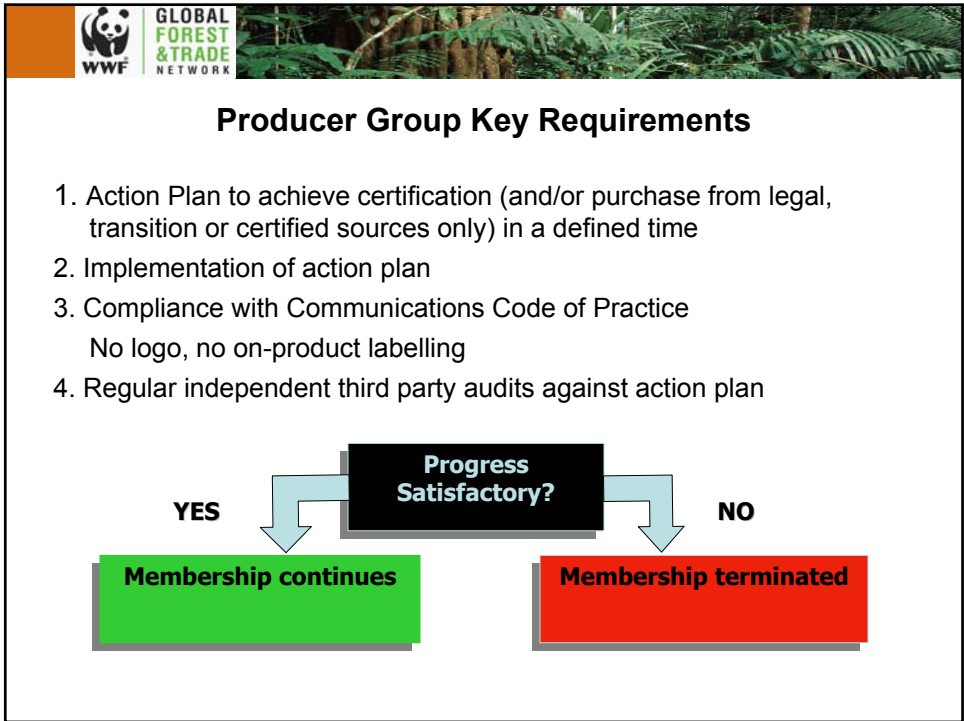 WWF
GLOBAL
FOREST
&TRADE
NETWORK
Producer Group Key Requirements
1. Action Plan to achieve certification (and/or purchase from legal,
transition or certified sources only) in a defined time
2. Implementation of action plan
3. Compliance with Communications Code of Practice
No logo, no on-product labelling
4. Regular independent third party audits against action plan
Progress
Satisfactory?
YES
NO
Membership continues
Membership terminated